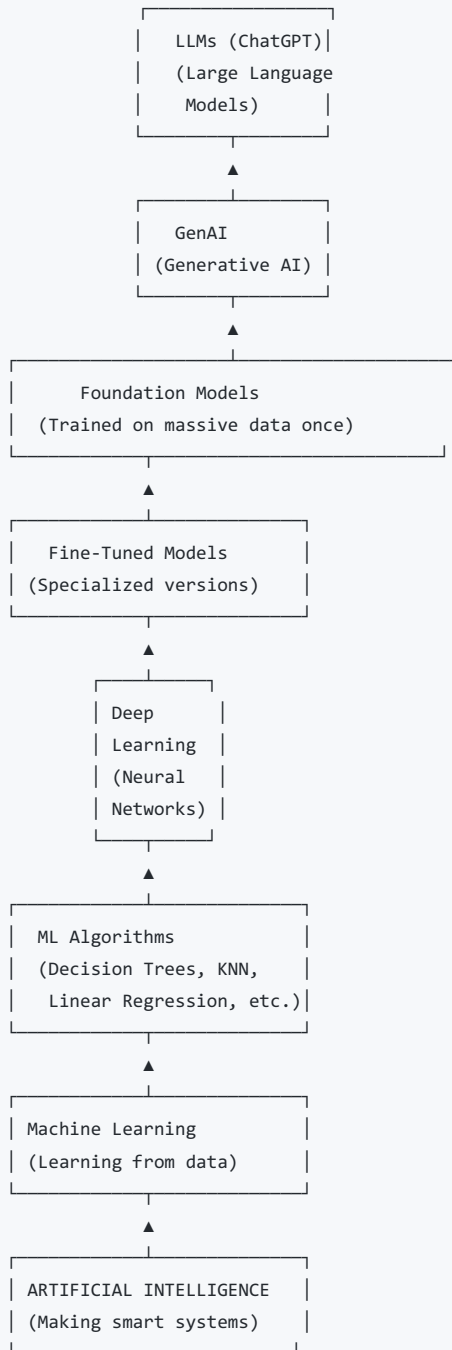 LLMs (ChatGPT)
(Large Language
Models)
GenAI
(Generative AI)
Foundation Models
(Trained on massive data once)
Fine-Tuned Models
(Specialized versions)
Deep
Learning
(Neural
Networks)
ML Algorithms
(Decision Trees, KNN,
Linear Regression, etc.)
Machine Learning
(Learning from data)
ARTIFICIAL INTELLIGENCE
(Making smart systems)